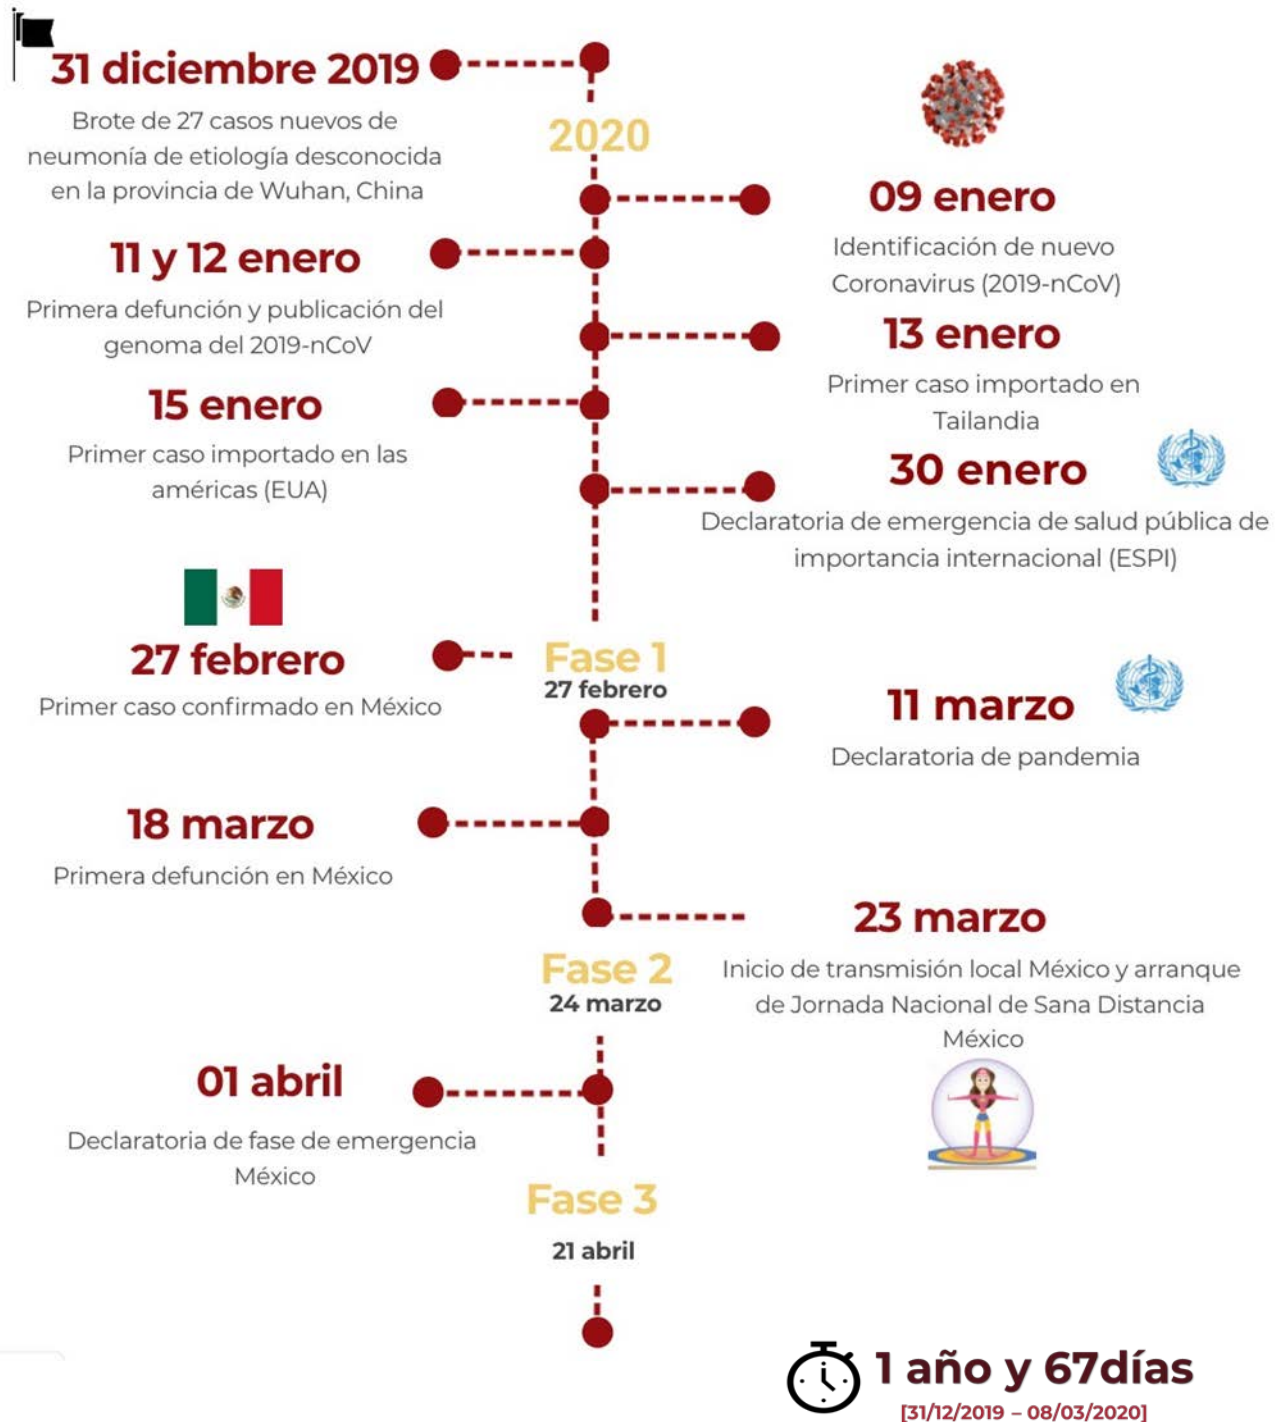 31 diciembre 2019
Brote de 27 casos nuevos de
neumonía de etiología desconocida
en la provincia de Wuhan, China
2020
09 enero
Identificación de nuevo
Coronavirus (2019-nCoV)
11 y 12 enero
Primera defunción y publicación del
genoma del 2019-nCoV
13 enero
Primer caso importado en
Tailandia
15 enero
Primer caso importado en las
américas (EUA)
30 enero
Declaratoria de emergencia de salud pública de
importancia internacional (ESPI)
27 febrero
Primer caso confirmado en México
Fase 1
27 febrero
11 marzo
Declaratoria de pandemia
18 marzo
Primera defunción en México
23 marzo
Inicio de transmisión local México y arranque
de Jornada Nacional de Sana Distancia
México
Fase 2
24 marzo
01 abril
Declaratoria de fase de emergencia
México
Fase 3
21 abril
1 año y 67días
[31/12/2019 – 08/03/2020]